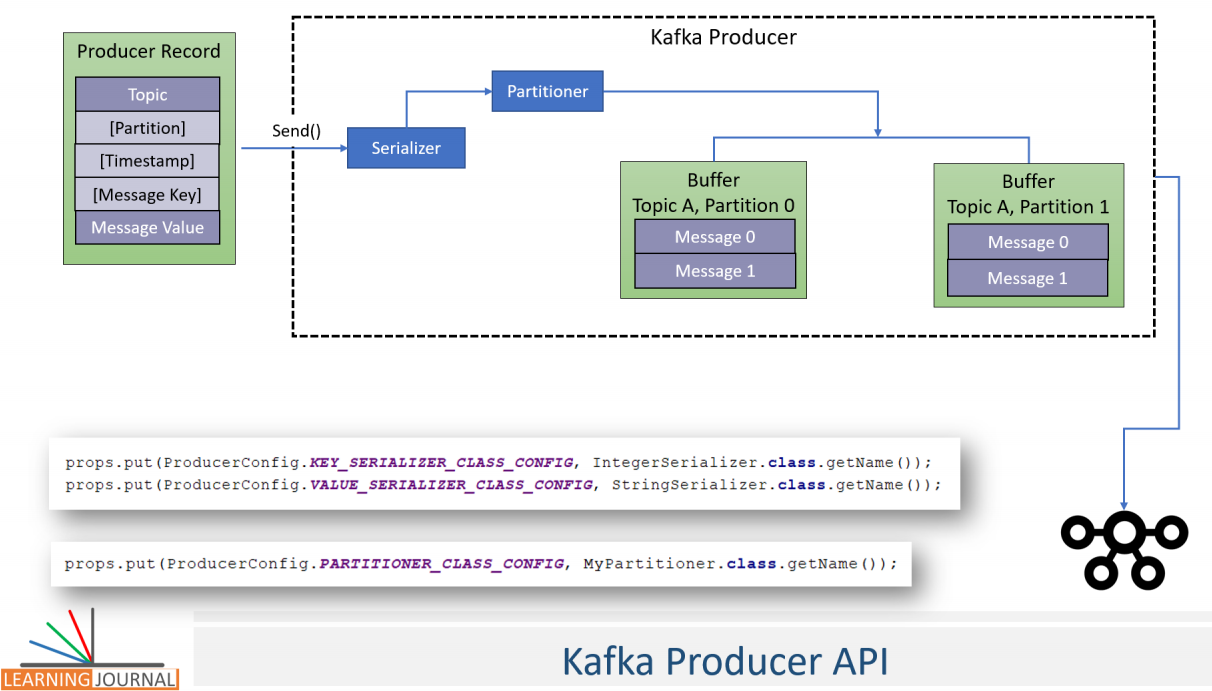 Kafka Producer
Producer Record
Topic
[Partition]
[Timestamp]
[Message Key]
Message Value
Send()
Serializer
Partitioner
Buffer
Topic A, Partition 0
Message 0
Message 1
Buffer
Topic A, Partition 1
Message 0
Message 1
props.put(ProducerConfig.KEY_SERIALIZER_CLASS_CONFIG, IntegerSerializer.class.getName());
props.put(ProducerConfig.VALUE_SERIALIZER_CLASS_CONFIG, StringSerializer.class.getName());
props.put(ProducerConfig.PARTITIONER_CLASS_CONFIG, MyPartitioner.class.getName());
LEARNING JOURNAL
Kafka Producer API